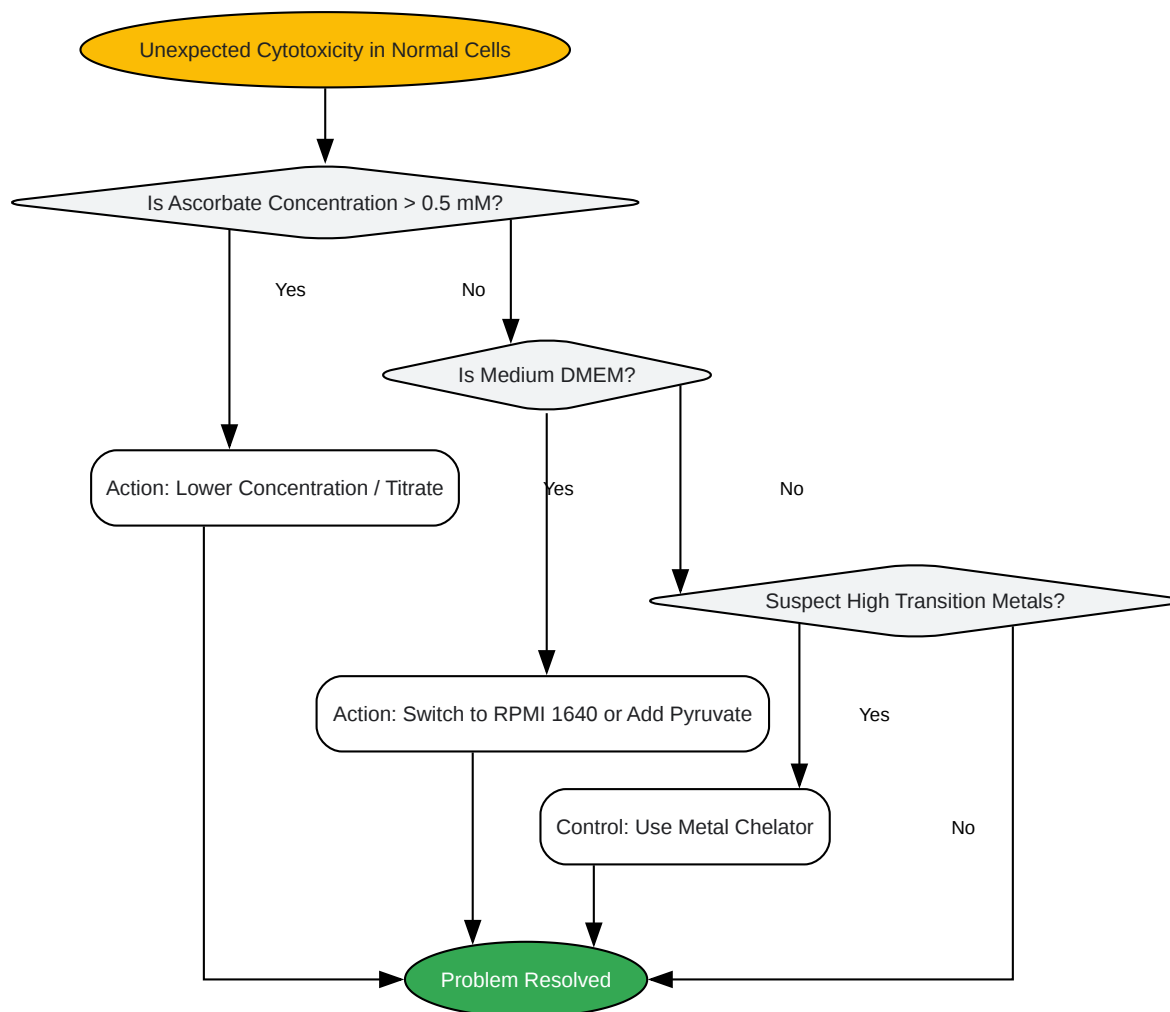 Unexpected Cytotoxicity in Normal Cells
Is Ascorbate Concentration > 0.5 mM?
Yes
No
Is Medium DMEM?
Action: Lower Concentration / Titrate
Yes
No
Suspect High Transition Metals?
Action: Switch to RPMI 1640 or Add Pyruvate
Yes
Control: Use Metal Chelator
No
Problem Resolved